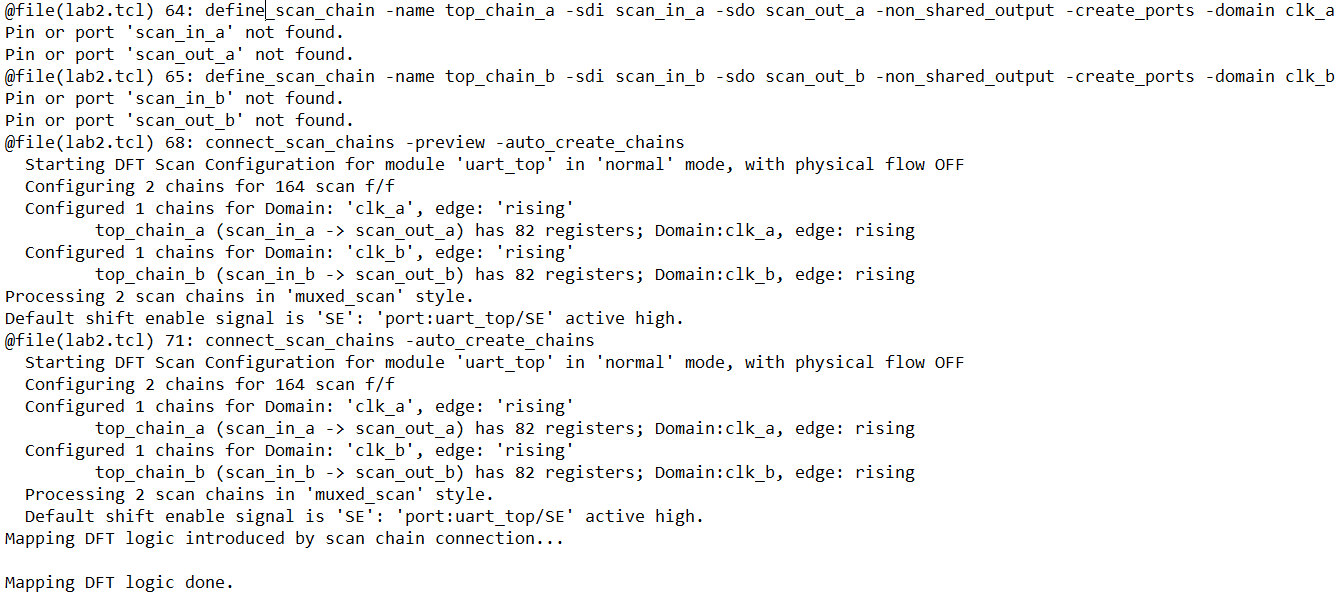 @file(lab2.tcl) 64: define_scan_chain -name top_chain_a -sdi scan_in_a -sdo scan_out_a -non_shared_output -create_ports -domain clk_a
Pin or port 'scan_in_a' not found.
Pin or port 'scan_out_a' not found.
@file(lab2.tcl) 65: define_scan_chain -name top_chain_b -sdi scan_in_b -sdo scan_out_b -non_shared_output -create_ports -domain clk_b
Pin or port 'scan_in_b' not found.
Pin or port 'scan_out_b' not found.
@file(lab2.tcl) 68: connect_scan_chains -preview -auto_create_chains
  Starting DFT Scan Configuration for module 'uart_top' in 'normal' mode, with physical flow OFF
  Configuring 2 chains for 164 scan f/f
  Configured 1 chains for Domain: 'clk_a', edge: 'rising'
         top_chain_a (scan_in_a -> scan_out_a) has 82 registers; Domain:clk_a, edge: rising
  Configured 1 chains for Domain: 'clk_b', edge: 'rising'
         top_chain_b (scan_in_b -> scan_out_b) has 82 registers; Domain:clk_b, edge: rising
Processing 2 scan chains in 'muxed_scan' style.
Default shift enable signal is 'SE': 'port:uart_top/SE' active high.
@file(lab2.tcl) 71: connect_scan_chains -auto_create_chains
  Starting DFT Scan Configuration for module 'uart_top' in 'normal' mode, with physical flow OFF
  Configuring 2 chains for 164 scan f/f
  Configured 1 chains for Domain: 'clk_a', edge: 'rising'
         top_chain_a (scan_in_a -> scan_out_a) has 82 registers; Domain:clk_a, edge: rising
  Configured 1 chains for Domain: 'clk_b', edge: 'rising'
         top_chain_b (scan_in_b -> scan_out_b) has 82 registers; Domain:clk_b, edge: rising
  Processing 2 scan chains in 'muxed_scan' style.
  Default shift enable signal is 'SE': 'port:uart_top/SE' active high.
Mapping DFT logic introduced by scan chain connection...
Mapping DFT logic done.